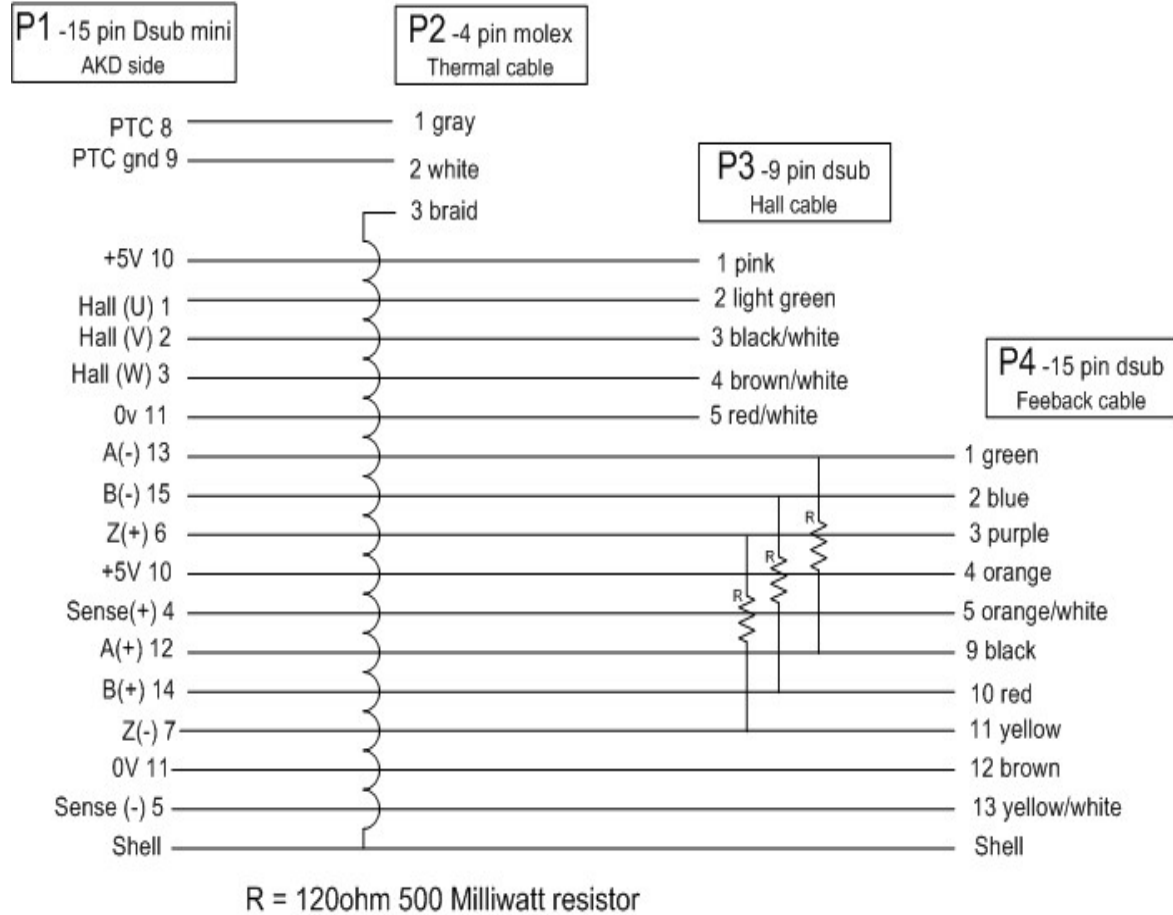 P1 -15 pin Dsub mini
AKD side
P2 -4 pin molex
Thermal cable
PTC 8
1 gray
PTC gnd 9
2 white
3 braid
P3 -9 pin dsub
Hall cable
+5V 10
1 pink
Hall (U) 1
2 light green
Hall (V) 2
3 black/white
Hall (W) 3
4 brown/white
0v 11
5 red/white
P4 -15 pin dsub
Feeback cable
A(-) 13
1 green
B(-) 15
2 blue
Z(+) 6
R
3 purple
+5V 10
R
4 orange
Sense(+) 4
R
5 orange/white
A(+) 12
9 black
B(+) 14
10 red
Z(-) 7
11 yellow
0V 11
12 brown
Sense (-) 5
13 yellow/white
Shell
Shell
R = 120ohm 500 Milliwatt resistor